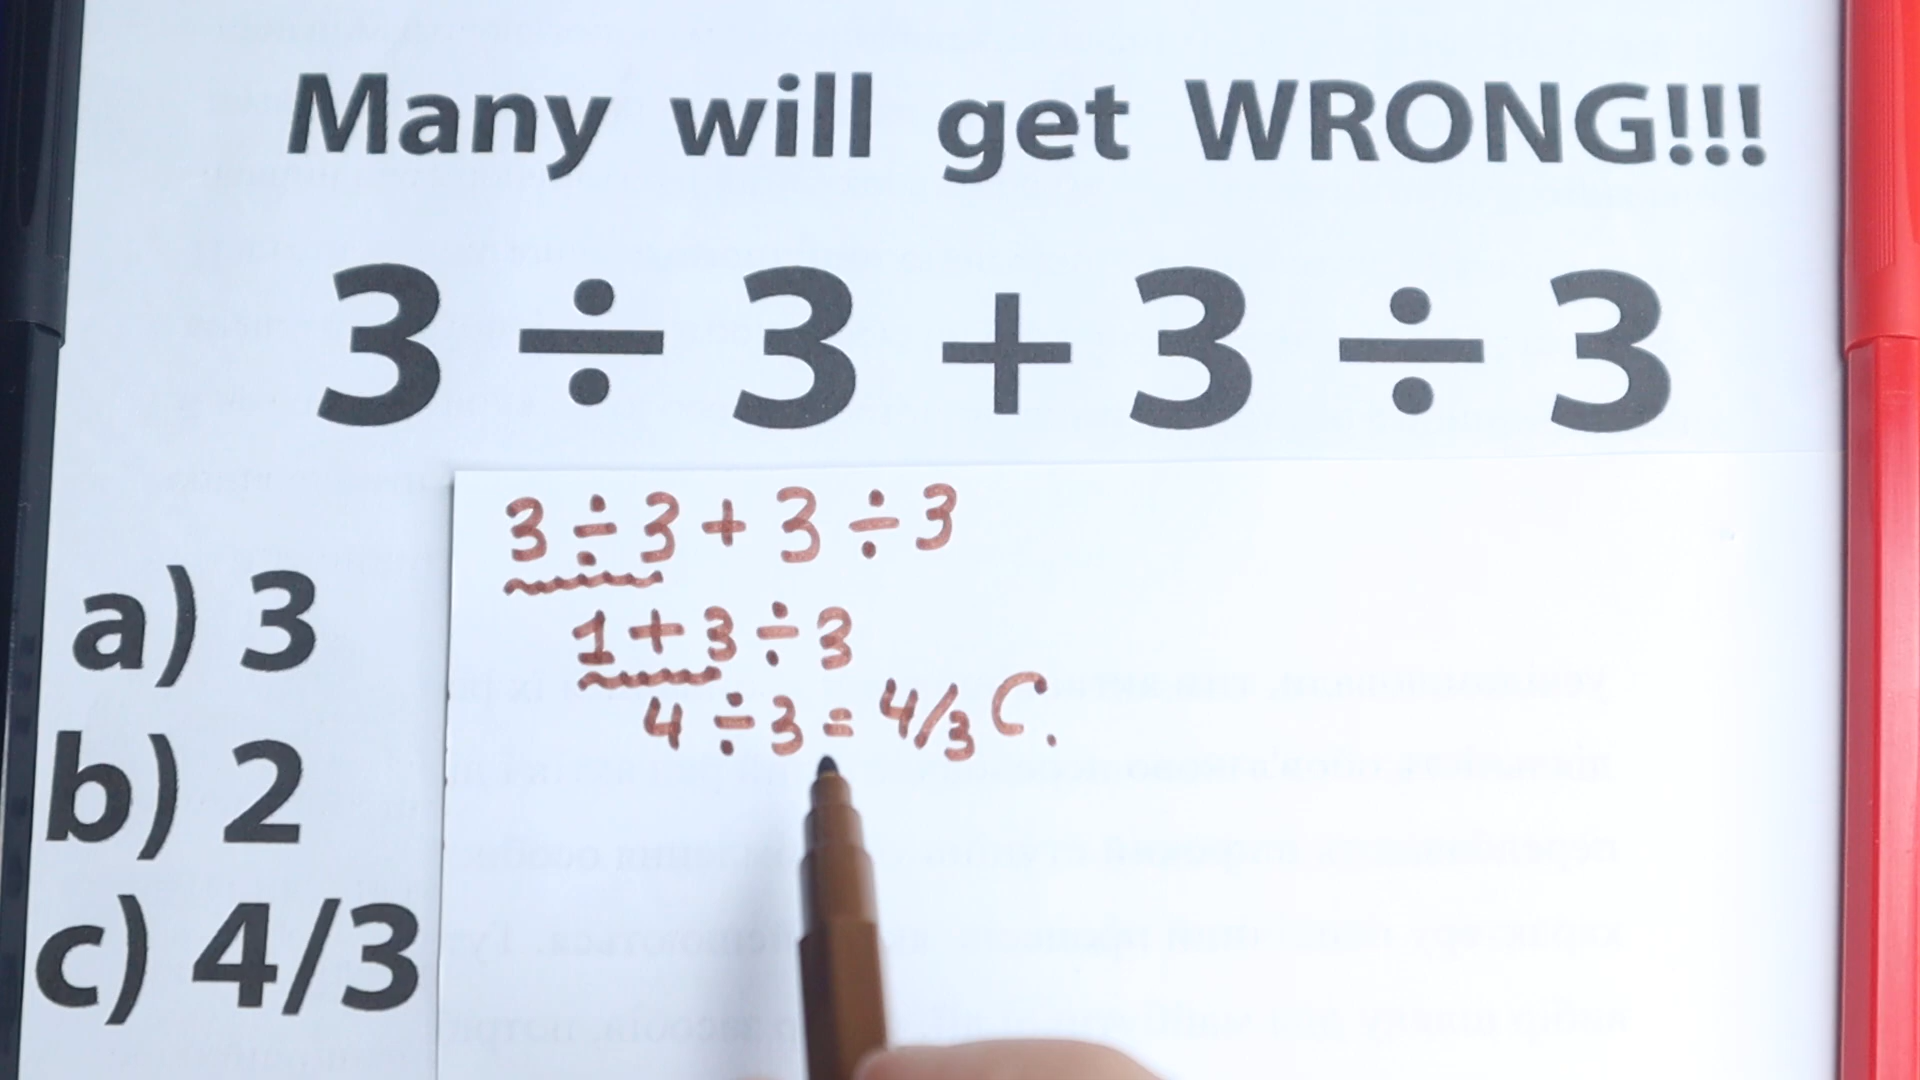 Many will get WRONG!!!
3 ÷ 3 + 3 ÷ 3
3 ÷ 3 + 3 ÷ 3
1 + 3 ÷ 3
4 ÷ 3 = 4/3 C.
a) 3
b) 2
c) 4/3